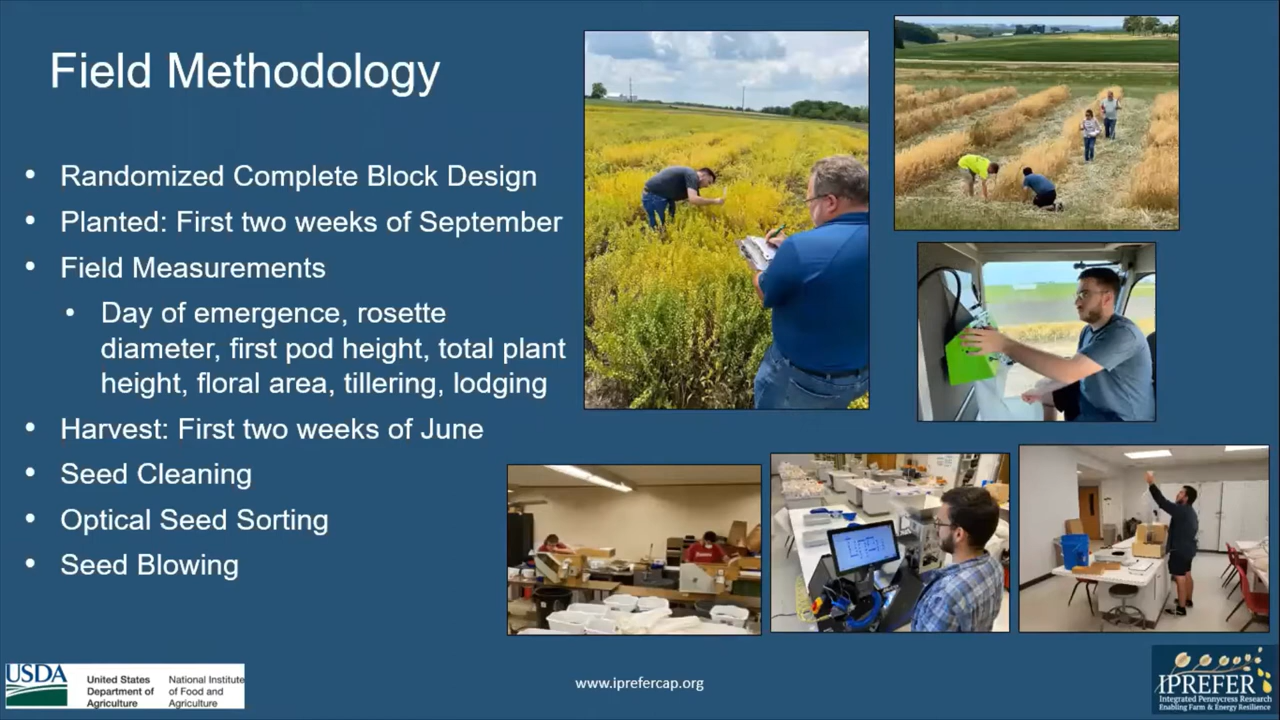 Field Methodology
• Randomized Complete Block Design
• Planted: First two weeks of September
• Field Measurements
• Day of emergence, rosette
diameter, first pod height, total plant
height, floral area, tillering, lodging
• Harvest: First two weeks of June
• Seed Cleaning
• Optical Seed Sorting
• Seed Blowing
USDA
United States
Department of
Agriculture
National Institute
of Food and
Agriculture
www.iprefercap.org
IPREFER
Integrated Pennycress Research
Enabling Farm & Energy Resilience